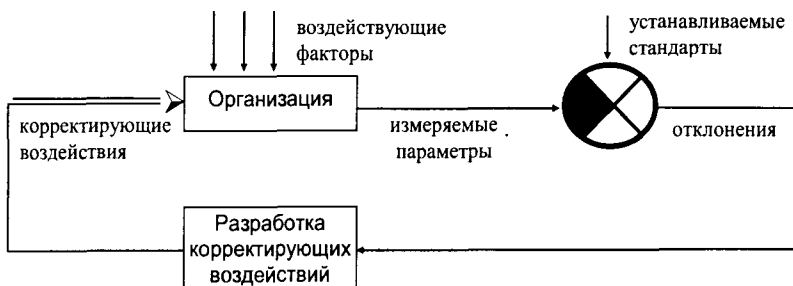 воздействующие
факторы
устанавливаемые
стандарты
Организация
корректирующие
воздействия
измеряемые
параметры
отклонения
Разработка
корректирующих
воздействий